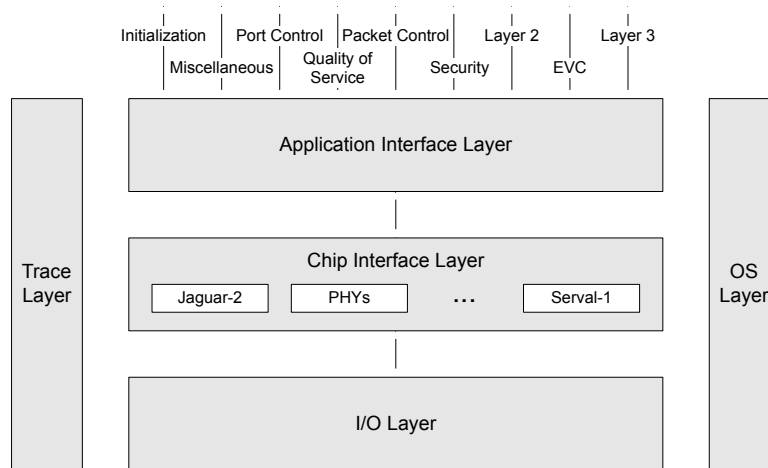 Initialization
Port Control
Packet Control
Layer 2
Layer 3
Miscellaneous
Quality of
Service
Security
EVC
Application Interface Layer
Trace
Layer
Chip Interface Layer
Jaguar-2
PHYs
...
Serval-1
OS
Layer
I/O Layer